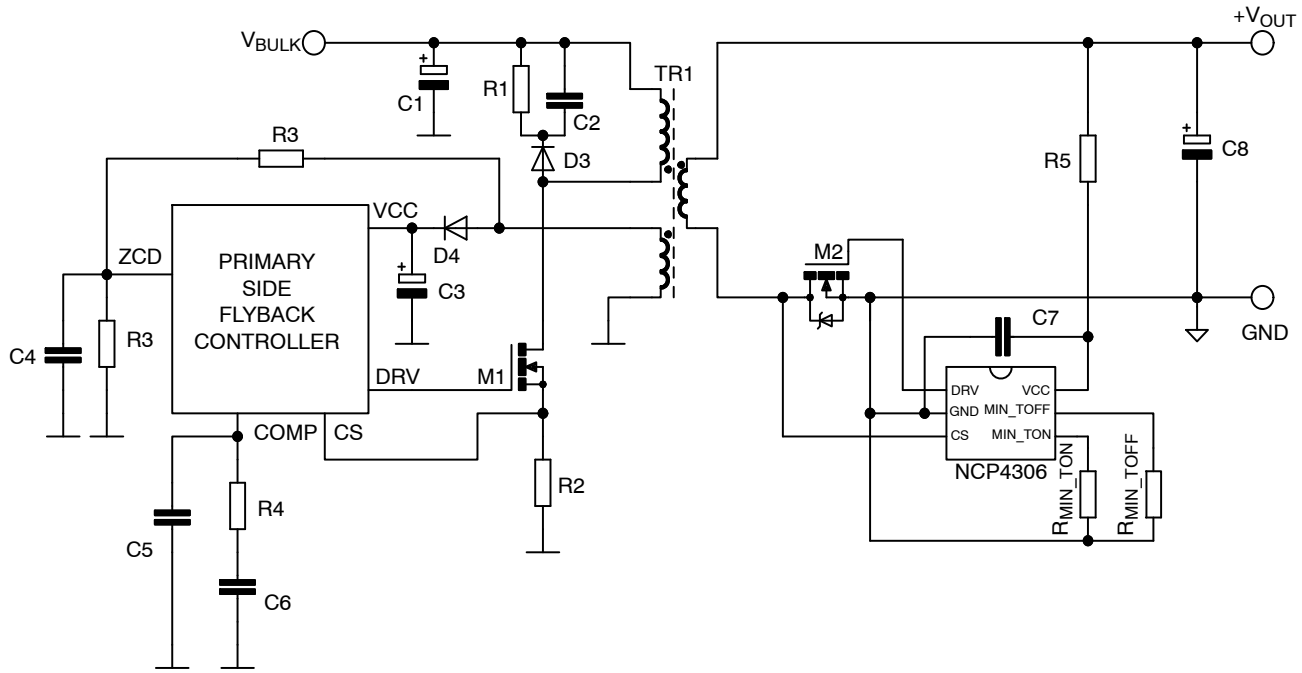 +VOUT
VBULK
TR1
C1
R1
C2
R3
D3
R5
C8
VCC
M2
ZCD
PRIMARY
SIDE
FLYBACK
CONTROLLER
D4
C3
C7
GND
C4
R3
DRV
M1
DRV
VCC
GND
MIN_TOFF
CS
MIN_TON
COMP
CS
NCP4306
R2
RMIN_TON
RMIN_TOFF
R4
C5
C6